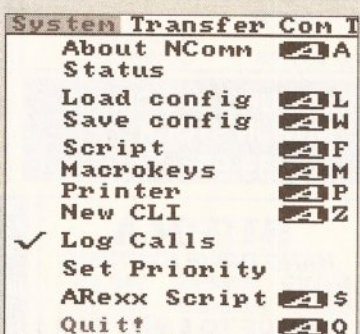 System Transfer Com T
About NComm A A
Status
Load config A L
Save config A W
Script A F
Macrokeys A M
Printer A P
New CLI A Z
✓ Log Calls
Set Priority
ARexx Script A $
Quit! A Q